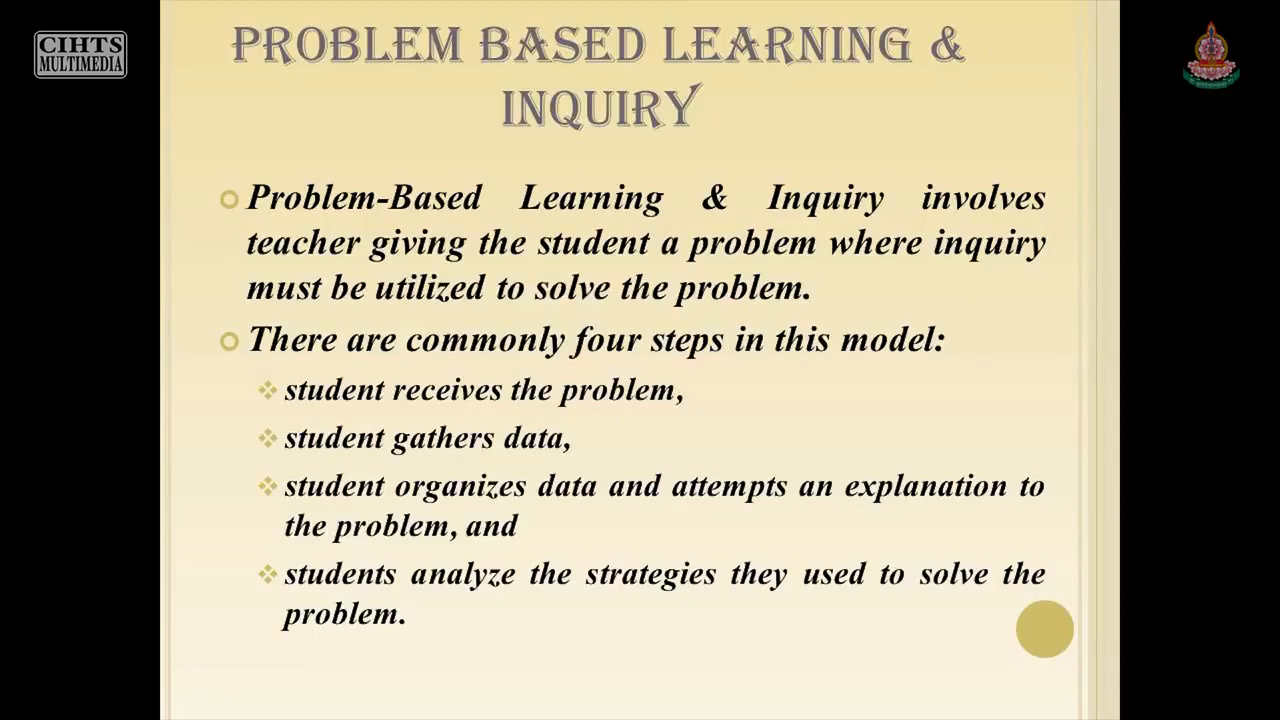 CIHTS
MULTIMEDIA
PROBLEM BASED LEARNING &
INQUIRY
Problem-Based Learning & Inquiry involves
teacher giving the student a problem where inquiry
must be utilized to solve the problem.
There are commonly four steps in this model:
student receives the problem,
student gathers data,
student organizes data and attempts an explanation to
the problem, and
students analyze the strategies they used to solve the
problem.